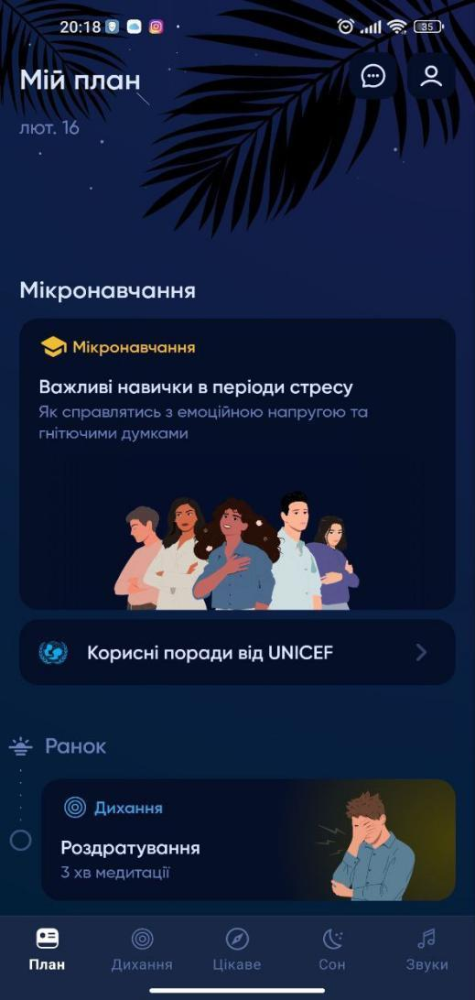 20:18
35
Мій план
лют. 16
Мікронавчання
Мікронавчання
Важливі навички в періоди стресу
Як справлятись з емоційною напругою та
гнітючими думками
Корисні поради від UNICEF
Ранок
Дихання
Роздратування
3 хв медитації
План
Дихання
Цікаве
Сон
Звуки